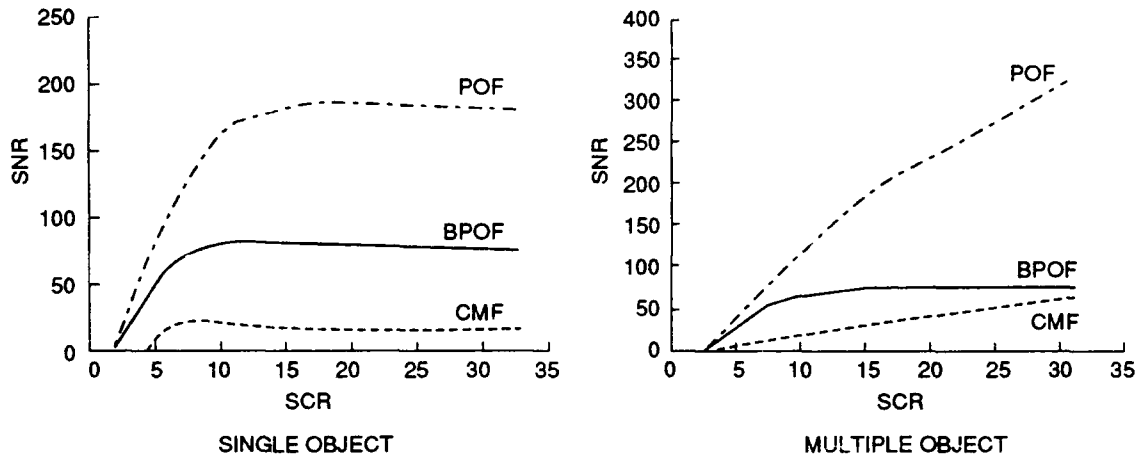 250
200
150
100
50
0
SNR
POF
BPOF
CMF
0 5 10 15 20 25 30 35
SCR
SINGLE OBJECT
400
350
300
250
200
150
100
50
0
SNR
POF
BPOF
CMF
0 5 10 15 20 25 30 35
SCR
MULTIPLE OBJECT